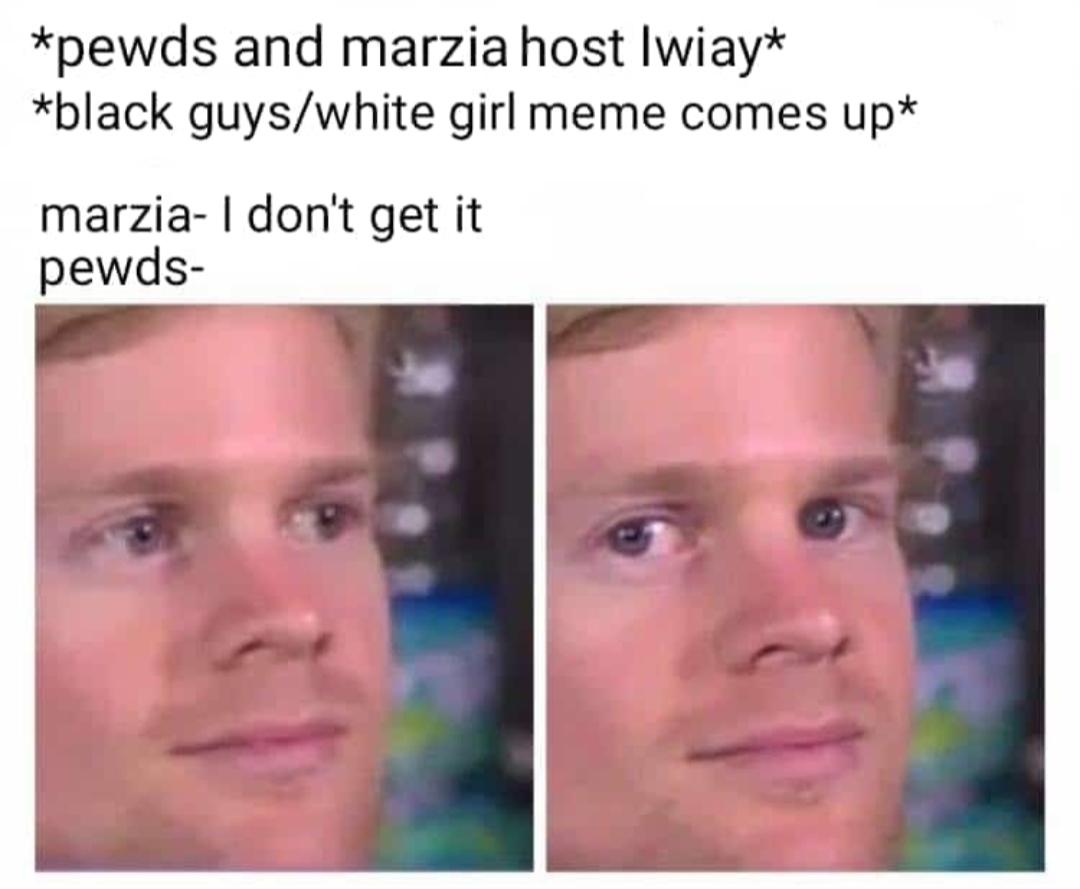 *pewds and marzia host lwiay*
*black guys/white girl meme comes up*
marzia- I don't get it
pewds-